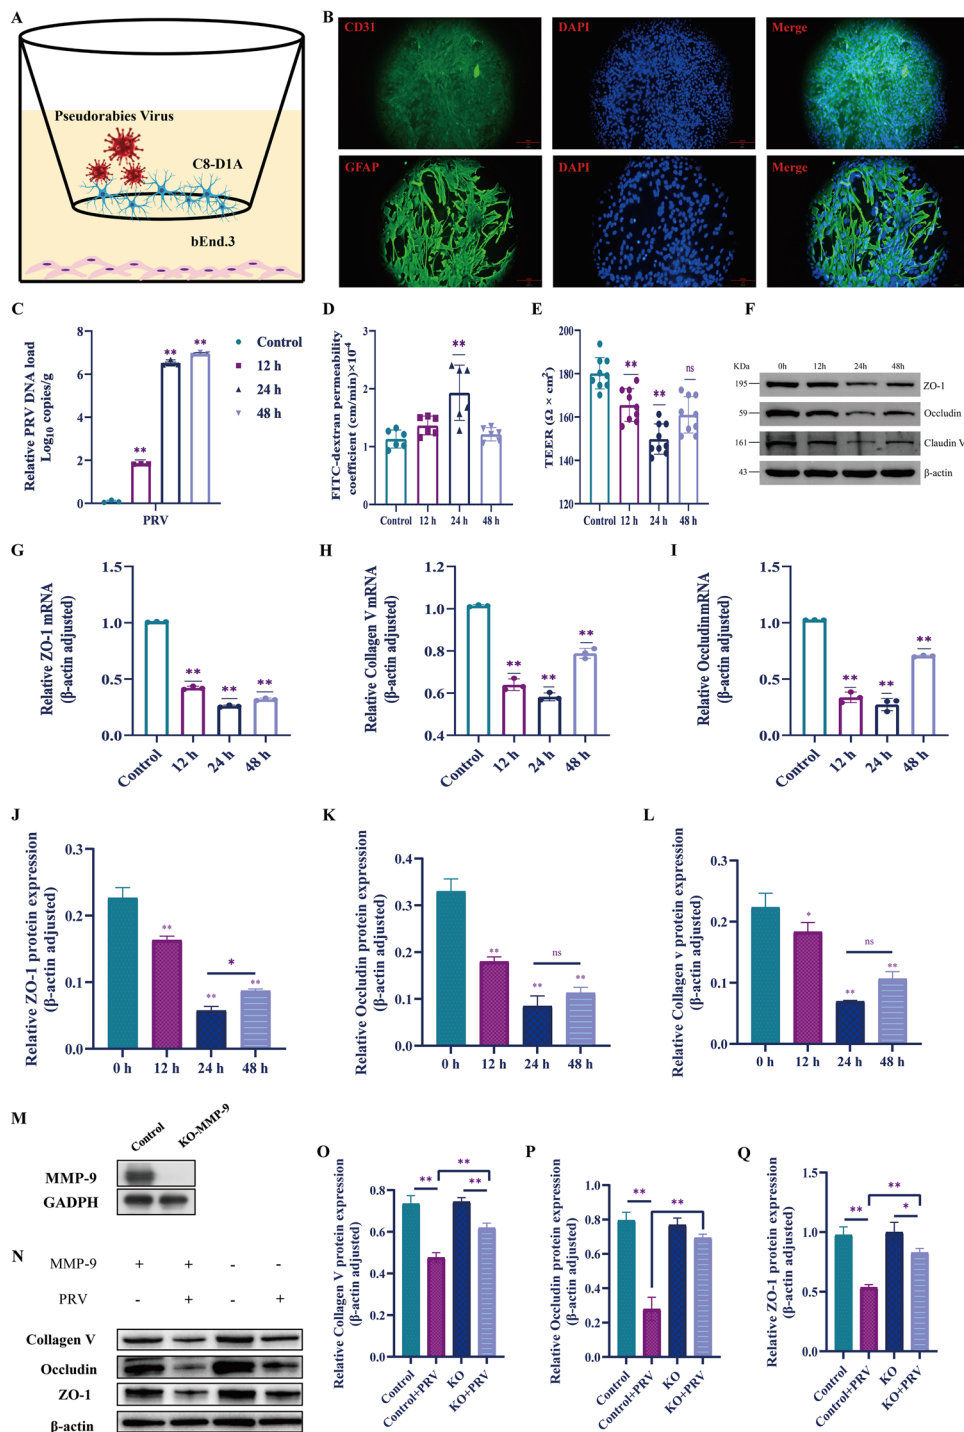 A
Pseudorabies Virus
C8-D1A
bEnd.3
B
CD31
DAPI
Merge
GFAP
DAPI
Merge
C
Relative PRV DNA load
Log10 copies/g
8
6
4
2
0
**
**
**
PRV
Control
12 h
24 h
48 h
D
FITC-dextran permeability
coefficient (cm/min)×10⁻⁴
3
2
1
0
**
Control
12 h
24 h
48 h
E
TEER (Ω × cm²)
200
180
160
140
120
**
**
ns
Control
12 h
24 h
48 h
F
KDa
0h
12h
24h
48h
195
ZO-1
59
Occludin
161
Claudin V
43
β-actin
G
Relative ZO-1 mRNA
(β-actin adjusted)
1.5
1.0
0.5
0.0
**
**
**
Control
12 h
24 h
48 h
H
Relative Collagen V mRNA
(β-actin adjusted)
1.2
1.0
0.8
0.6
0.4
**
**
**
Control
12 h
24 h
48 h
I
Relative Occludin mRNA
(β-actin adjusted)
1.5
1.0
0.5
0.0
**
**
**
Control
12 h
24 h
48 h
J
Relative ZO-1 protein expression
(β-actin adjusted)
0.3
0.2
0.1
0.0
**
**
*
**
0 h
12 h
24 h
48 h
K
Relative Occludin protein expression
(β-actin adjusted)
0.4
0.3
0.2
0.1
0.0
**
**
ns
**
0 h
12 h
24 h
48 h
L
Relative Collagen v protein expression
(β-actin adjusted)
0.3
0.2
0.1
0.0
*
**
ns
**
0 h
12 h
24 h
48 h
M
Control
KO-MMP-9
MMP-9
GADPH
N
MMP-9
+ + - -
PRV
- + - +
Collagen V
Occludin
ZO-1
β-actin
O
Relative Collagen V protein expression
(β-actin adjusted)
0.8
0.6
0.4
0.2
0.0
**
**
**
Control
Control+PRV
KO
KO+PRV
P
Relative Occludin protein expression
(β-actin adjusted)
1.0
0.8
0.6
0.4
0.2
0.0
**
**
Control
Control+PRV
KO
KO+PRV
Q
Relative ZO-1 protein expression
(β-actin adjusted)
1.5
1.0
0.5
0.0
**
**
*
Control
Control+PRV
KO
KO+PRV